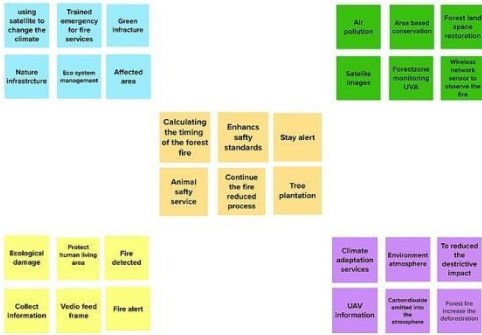 using
satellite to
change the
climate
Trained
emergency
for fire
services
Green
infracture
Nature
infrastrcture
Eco system
management
Affected
area
Air
pollution
Area based
conservation
Forest land
space
restoration
Satelite
images
Forestzone
monitoring
UVA
Wireless
network
sensor to
observe the
fire
Calculating
the timing
of the forest
fire
Enhancs
safty
standards
Stay alert
Animal
safty
service
Continue
the fire
reduced
process
Tree
plantation
Ecological
damage
Protect
human living
area
Fire
detected
Collect
information
Vedio feed
frame
Fire alert
Climate
adaptation
services
Environment
atmosphere
To reduced
the
destrictive
impact
UAV
information
Carbondioxide
emitted into
the
atmosphere
Forest fire
increase the
deforestration